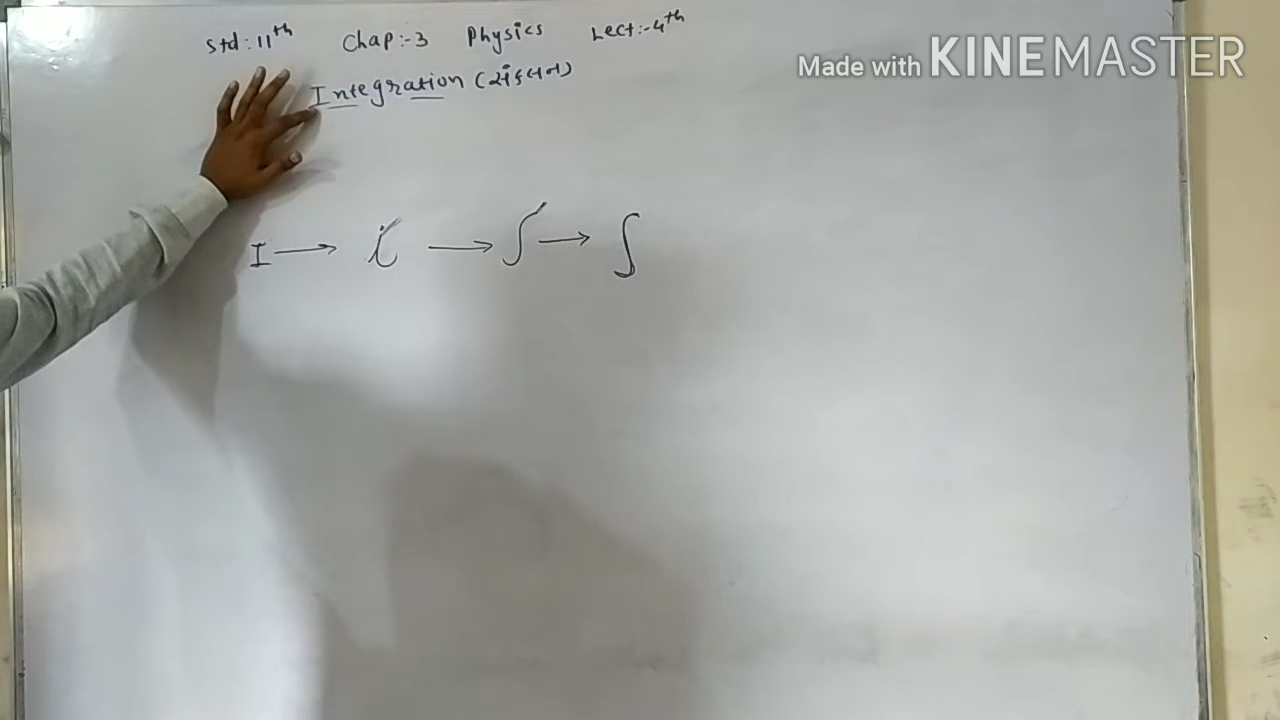 Std:11th Chap:-3 Physics Lect:-4th
Made with KINEMASTER
Integration (સંકલન)
I → i → ∫ → ∫